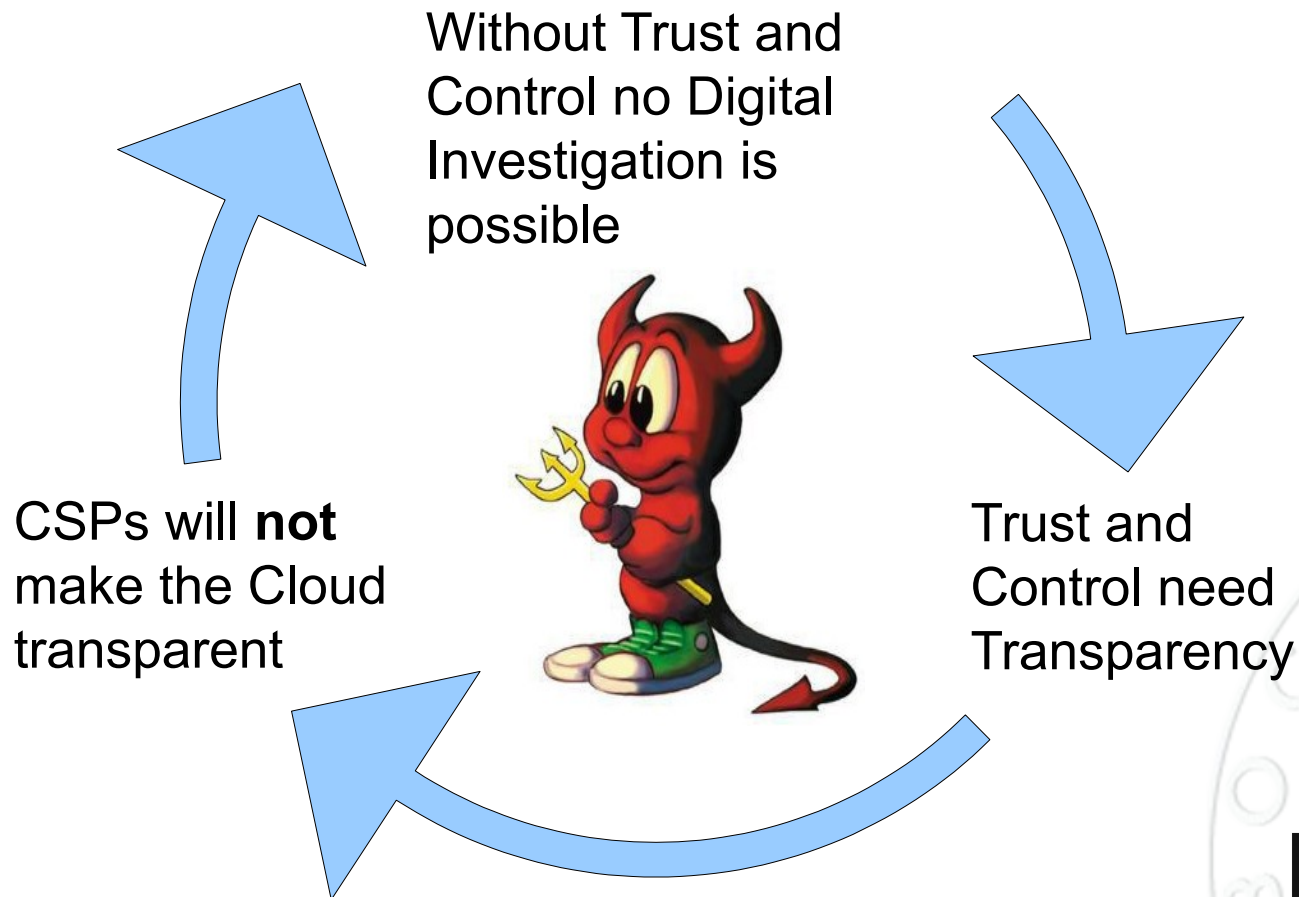 Without Trust and
Control no Digital
Investigation is
possible
Trust and
Control need
Transparency
CSPs will not
make the Cloud
transparent